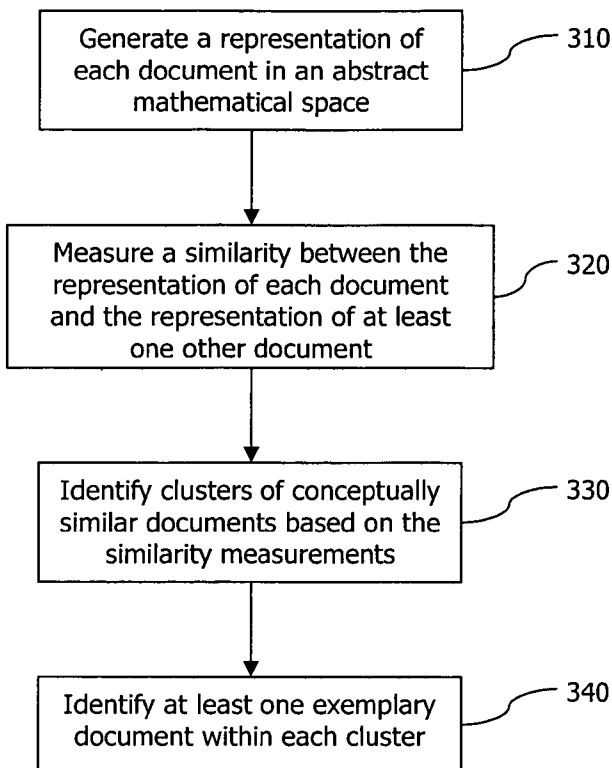 Generate a representation of
each document in an abstract
mathematical space
310
Measure a similarity between the
representation of each document
and the representation of at least
one other document
320
Identify clusters of conceptually
similar documents based on the
similarity measurements
330
Identify at least one exemplary
document within each cluster
340